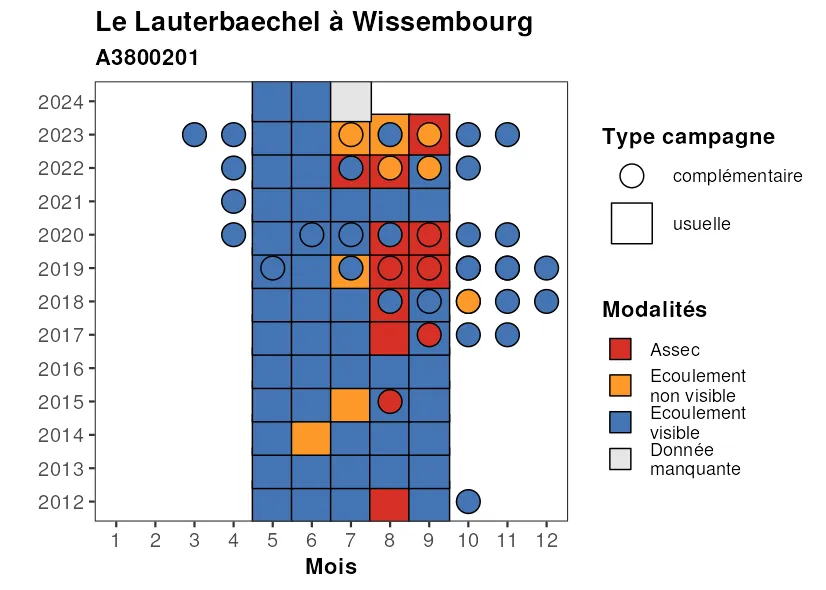 Le Lauterbaechel à Wissembourg
A3800201
2024
2023
2022
2021
2020
2019
2018
2017
2016
2015
2014
2013
2012
1 2 3 4 5 6 7 8 9 10 11 12
Mois
Type campagne
complémentaire
usuelle
Modalités
Assec
Ecoulement
non visible
Ecoulement
visible
Donnée
manquante